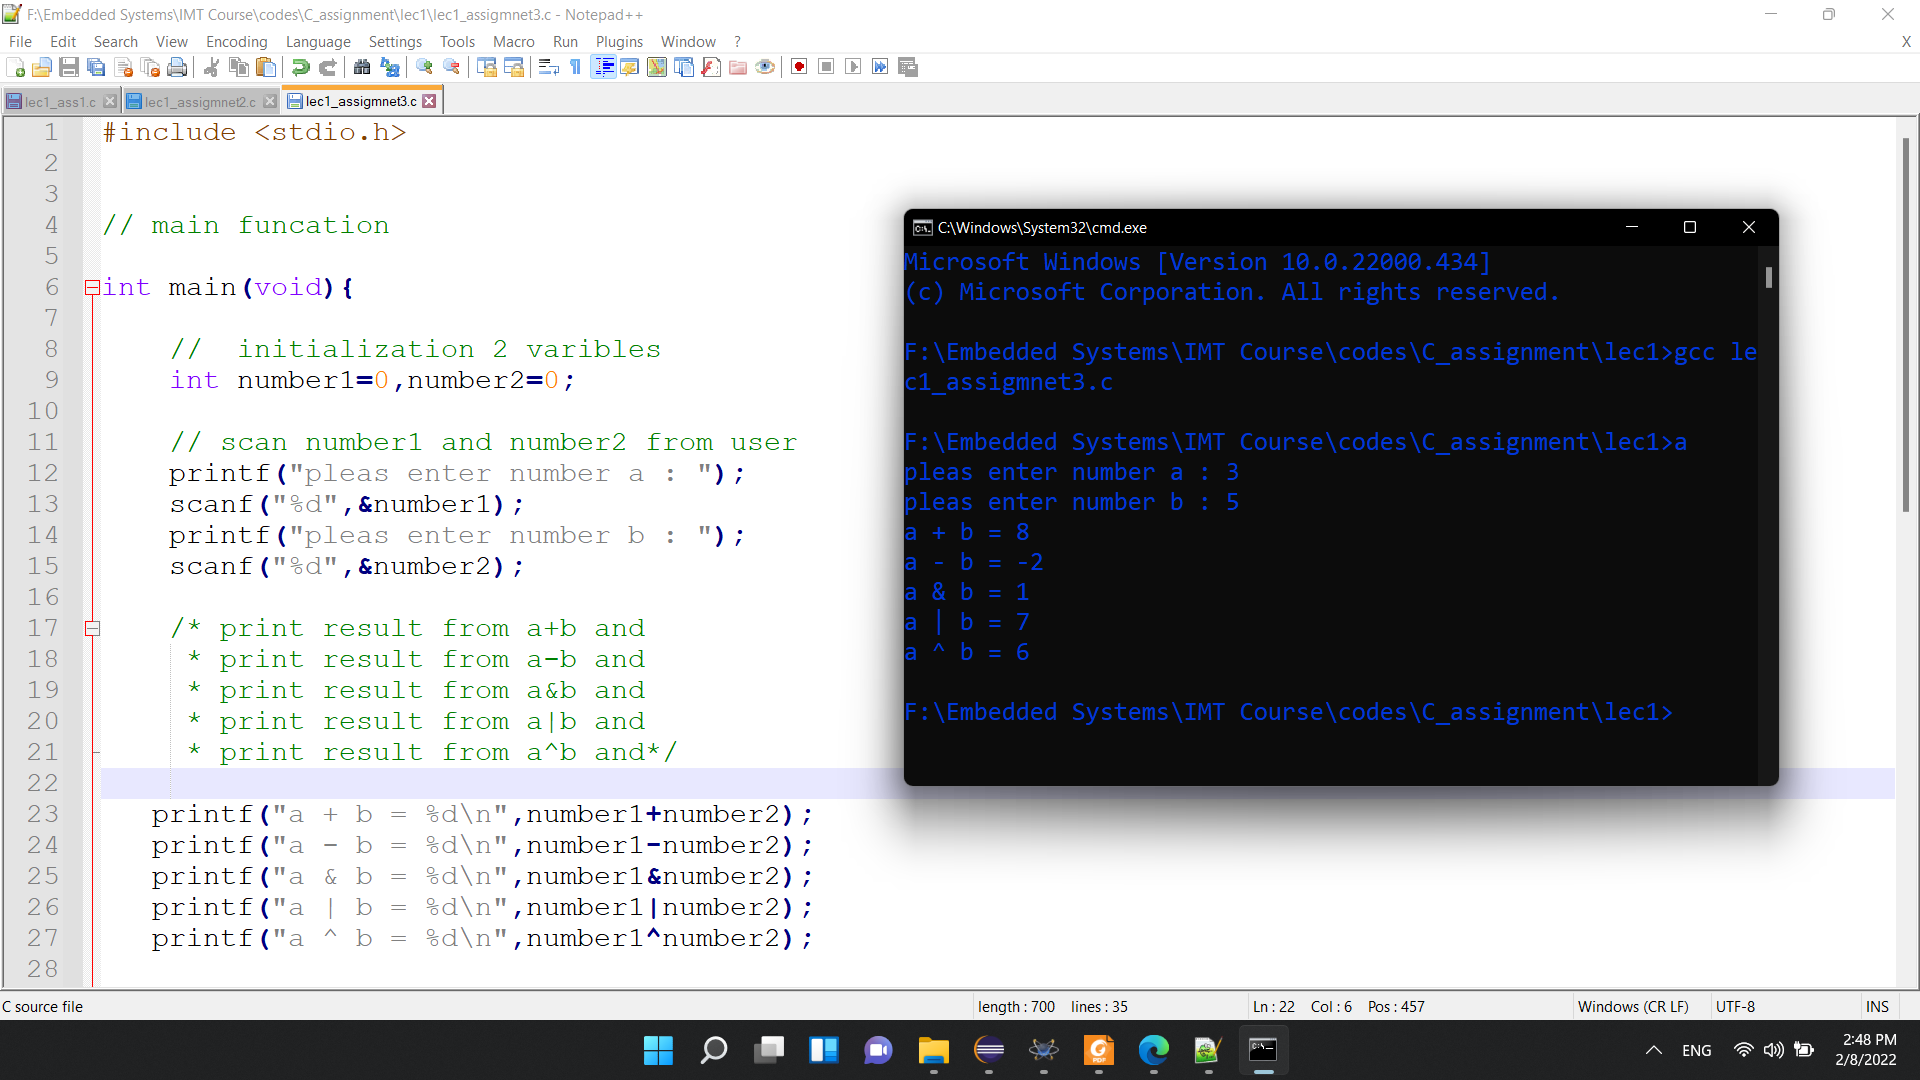 F:\Embedded Systems\IMT Course\codes\C_assignment\lec1\lec1_assigmnet3.c - Notepad++
File Edit Search View Encoding Language Settings Tools Macro Run Plugins Window ? X
lec1_ass1.c lec1_assigmnet2.c lec1_assigmnet3.c
1 #include <stdio.h>
2
3
4 // main funcation
5
6 int main(void){
7
8 //  initialization 2 varibles
9 int number1=0,number2=0;
10
11 // scan number1 and number2 from user
12 printf("pleas enter number a : ");
13 scanf("%d",&number1);
14 printf("pleas enter number b : ");
15 scanf("%d",&number2);
16
17 /* print result from a+b and
18 * print result from a-b and
19 * print result from a&b and
20 * print result from a|b and
21 * print result from a^b and*/
22
23 printf("a + b = %d\n",number1+number2);
24 printf("a - b = %d\n",number1-number2);
25 printf("a & b = %d\n",number1&number2);
26 printf("a | b = %d\n",number1|number2);
27 printf("a ^ b = %d\n",number1^number2);
28
C:\Windows\System32\cmd.exe
Microsoft Windows [Version 10.0.22000.434]
(c) Microsoft Corporation. All rights reserved.
F:\Embedded Systems\IMT Course\codes\C_assignment\lec1>gcc le
c1_assigmnet3.c
F:\Embedded Systems\IMT Course\codes\C_assignment\lec1>a
pleas enter number a : 3
pleas enter number b : 5
a + b = 8
a - b = -2
a & b = 1
a | b = 7
a ^ b = 6
F:\Embedded Systems\IMT Course\codes\C_assignment\lec1>
C source file length : 700 lines : 35 Ln : 22 Col : 6 Pos : 457 Windows (CR LF) UTF-8 INS
ENG 2:48 PM
2/8/2022